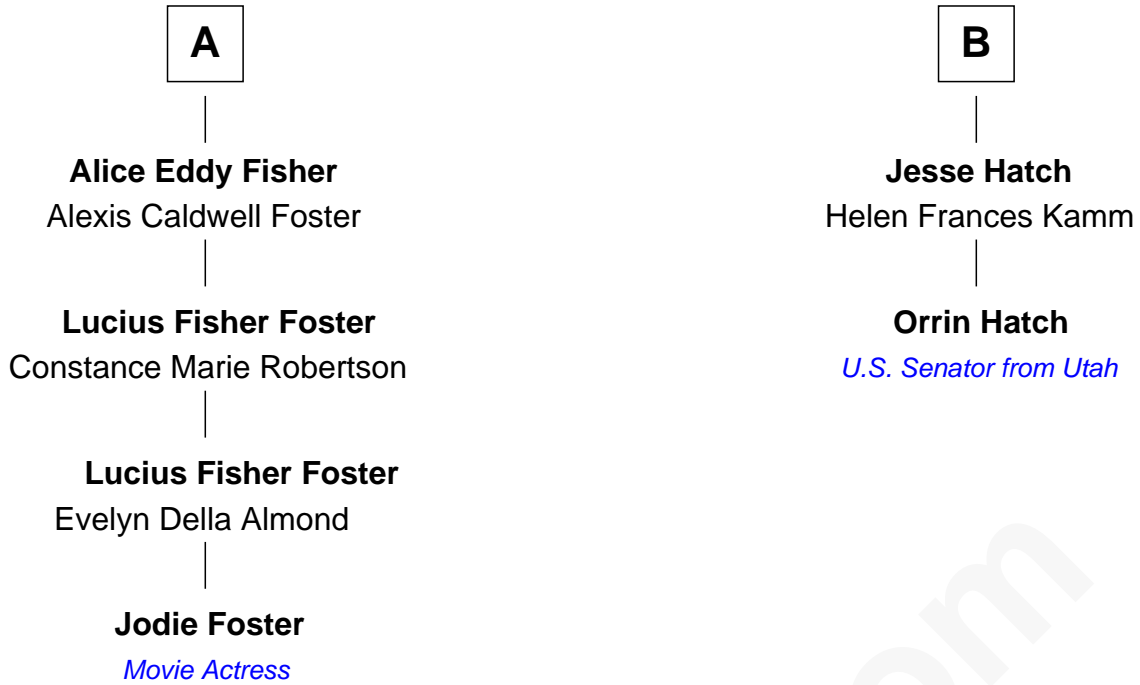 A
Alice Eddy Fisher
Alexis Caldwell Foster
Lucius Fisher Foster
Constance Marie Robertson
Lucius Fisher Foster
Evelyn Della Almond
Jodie Foster
Movie Actress
B
Jesse Hatch
Helen Frances Kamm
Orrin Hatch
U.S. Senator from Utah
om